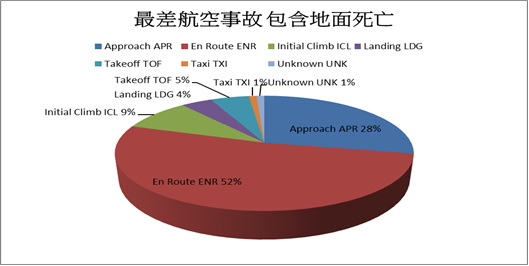 最差航空事故 包含地面死亡
Approach APR En Route ENR Initial Climb ICL Landing LDG
Takeoff TOF Taxi TXI Unknown UNK
Takeoff TOF 5% Taxi TXI 1% Unknown UNK 1%
Landing LDG 4%
Initial Climb ICL 9%
Approach APR 28%
En Route ENR 52%